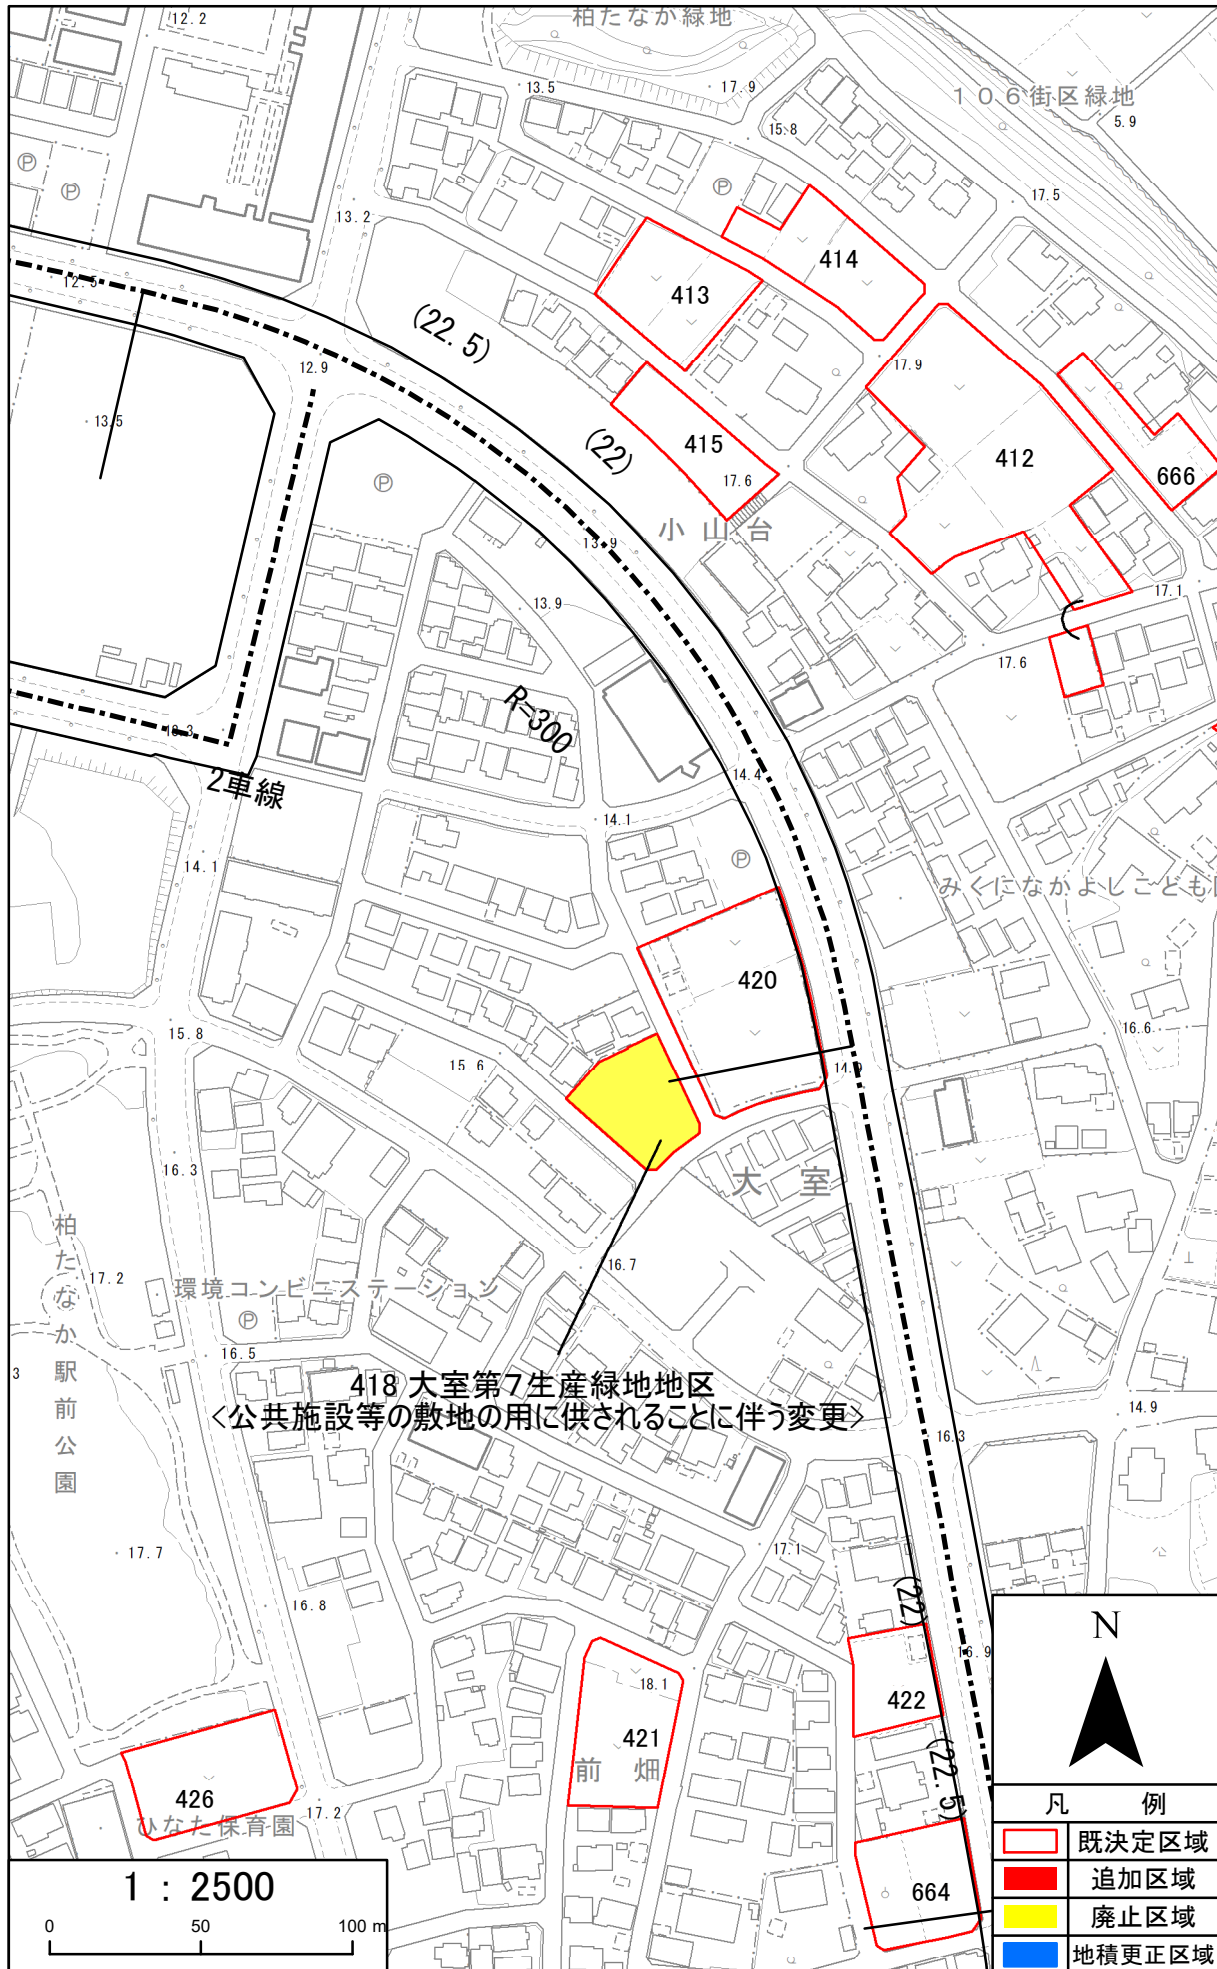 12.2
柏たなか緑地
13.5
17.9
106街区緑地
5.9
15.8
Ⓟ
Ⓟ
Ⓟ
17.5
13.2
12.5
414
413
(22.5)
12.9
17.9
13.5
415
(22)
412
17.6
666
Ⓟ
小山台
13.9
13.9
17.1
17.6
R=300
13.3
2車線
14.4
14.1
Ⓟ
14.1
みくになかよしこども
420
15.8
16.6
15.6
14.9
16.3
大室
柏たなか駅前公園
17.2
16.7
環境コンビニステーション
Ⓟ
16.5
3
418 大室第7生産緑地地区
<公共施設等の敷地の用に供されることに伴う変更>
14.9
16.3
17.7
17.1
16.8
(22)
16.9
18.1
422
421
前畑
(22.5)
426
ひなた保育園
17.2
664
1 : 2500
0 50 100 m
N
凡例
既決定区域
追加区域
廃止区域
地積更正区域